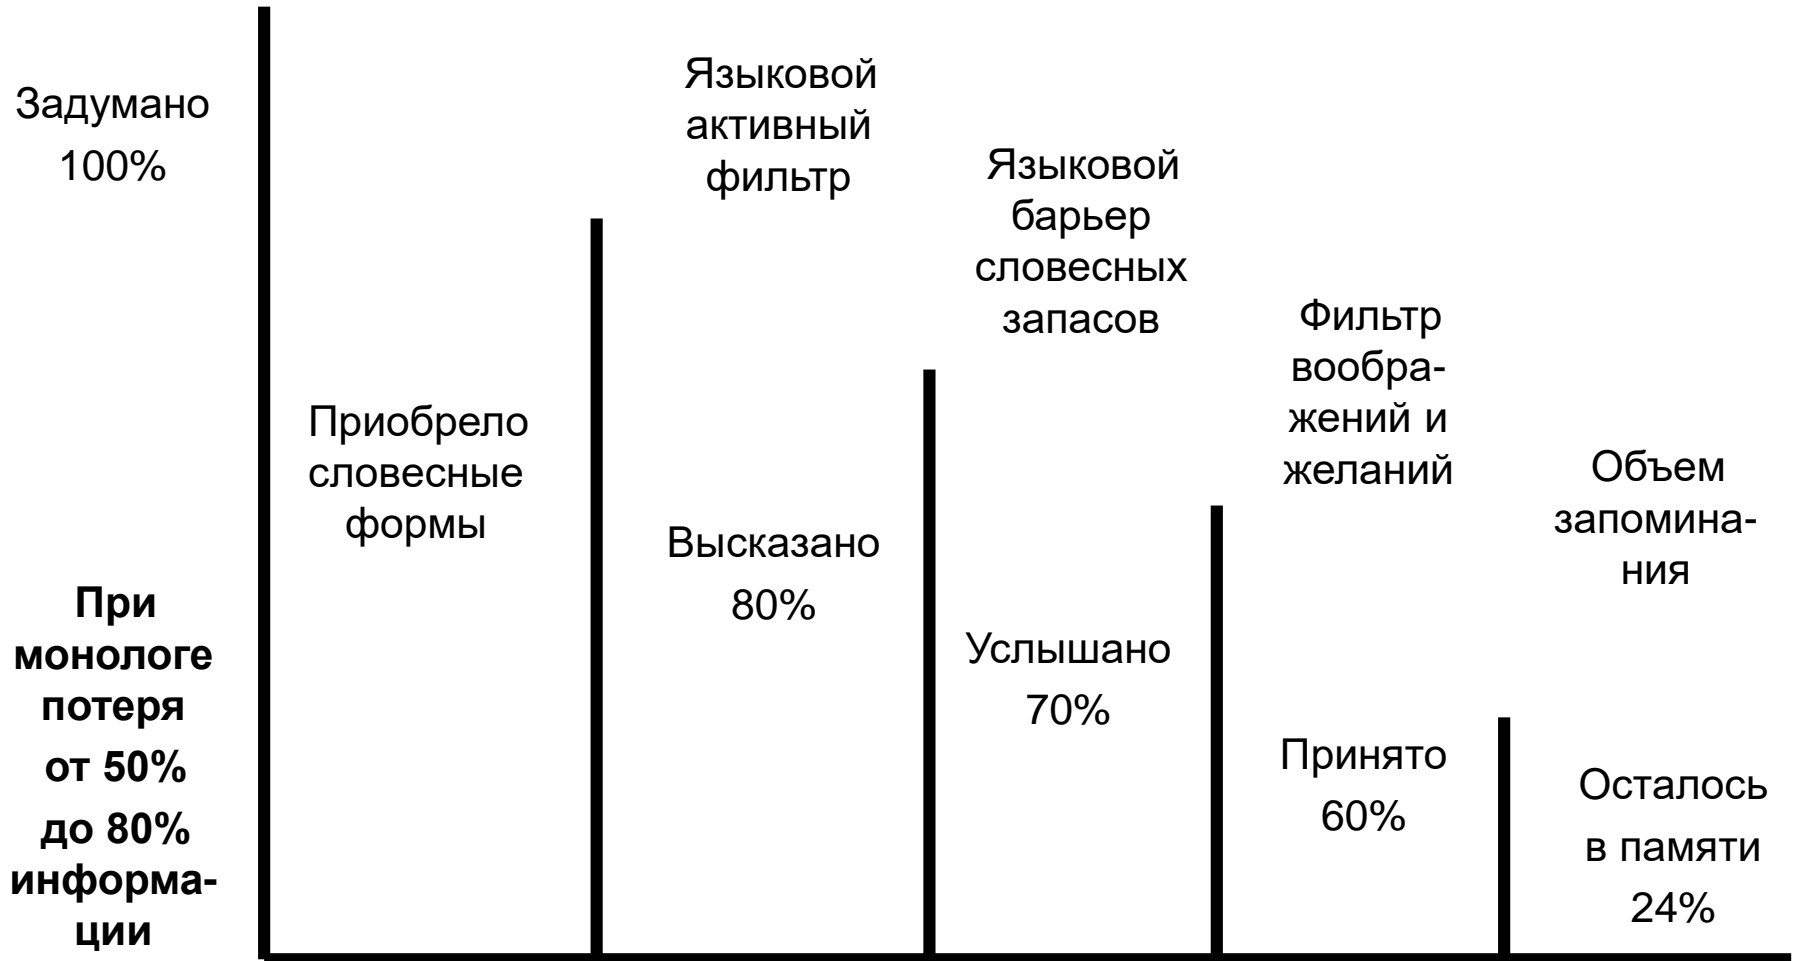 Задумано
100%
При
монологе
потеря
от 50%
до 80%
информа-
ции
Приобрело
словесные
формы
Языковой
активный
фильтр
Высказано
80%
Языковой
барьер
словесных
запасов
Услышано
70%
Фильтр
вообра-
жений и
желаний
Принято
60%
Объем
запомина-
ния
Осталось
в памяти
24%